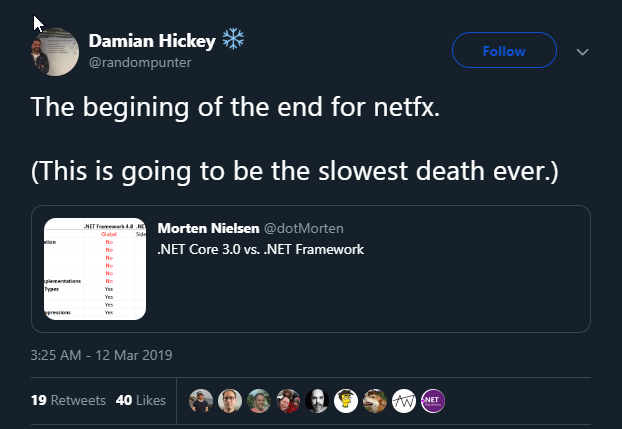 Damian Hickey ❄
@randompunter
Follow
The begining of the end for netfx.
(This is going to be the slowest death ever.)
.NET Framework 4.8 .NE
Global Side
ation No
No
No
No
plementations No
Types Yes
Yes
Yes
xpressions Yes
Morten Nielsen @dotMorten
.NET Core 3.0 vs. .NET Framework
3:25 AM - 12 Mar 2019
19 Retweets 40 Likes
.NET